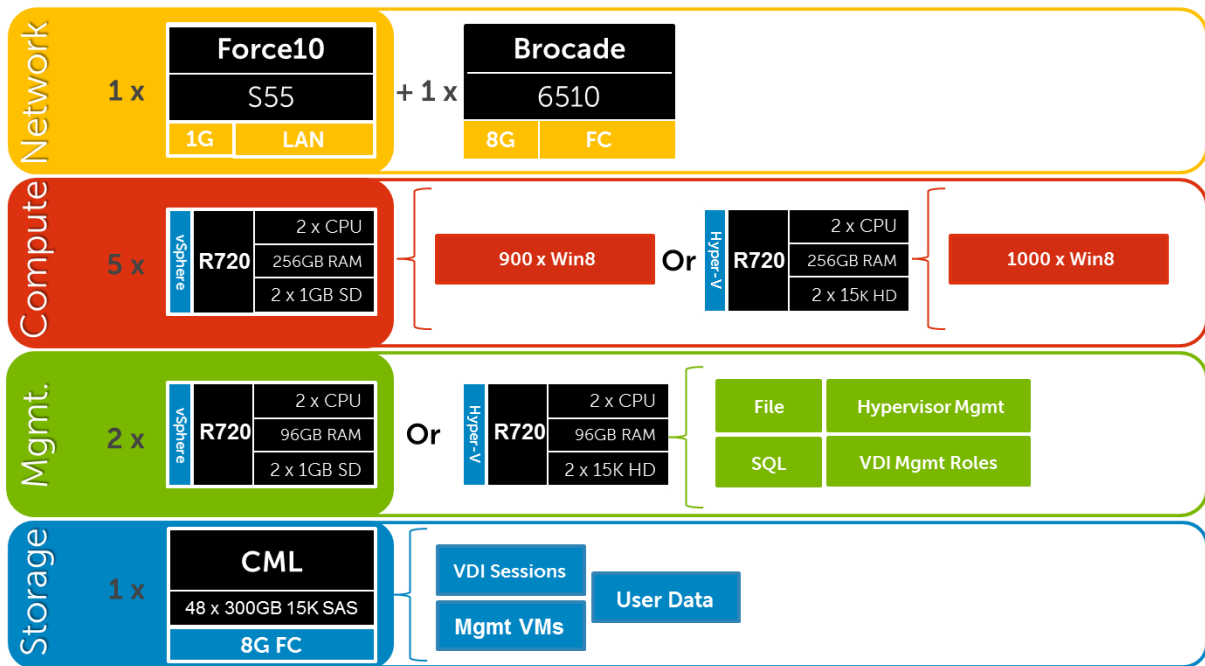 Network
1 x
Force10
S55
1G
LAN
+ 1 x
Brocade
6510
8G
FC
Compute
5 x
vSphere
R720
2 x CPU
256GB RAM
2 x 1GB SD
900 x Win8
Or
Hyper-V
R720
2 x CPU
256GB RAM
2 x 15K HD
1000 x Win8
Mgmt.
2 x
vSphere
R720
2 x CPU
96GB RAM
2 x 1GB SD
Or
Hyper-V
R720
2 x CPU
96GB RAM
2 x 15K HD
File
Hypervisor Mgmt
SQL
VDI Mgmt Roles
Storage
1 x
CML
48 x 300GB 15K SAS
8G FC
VDI Sessions
Mgmt VMs
User Data